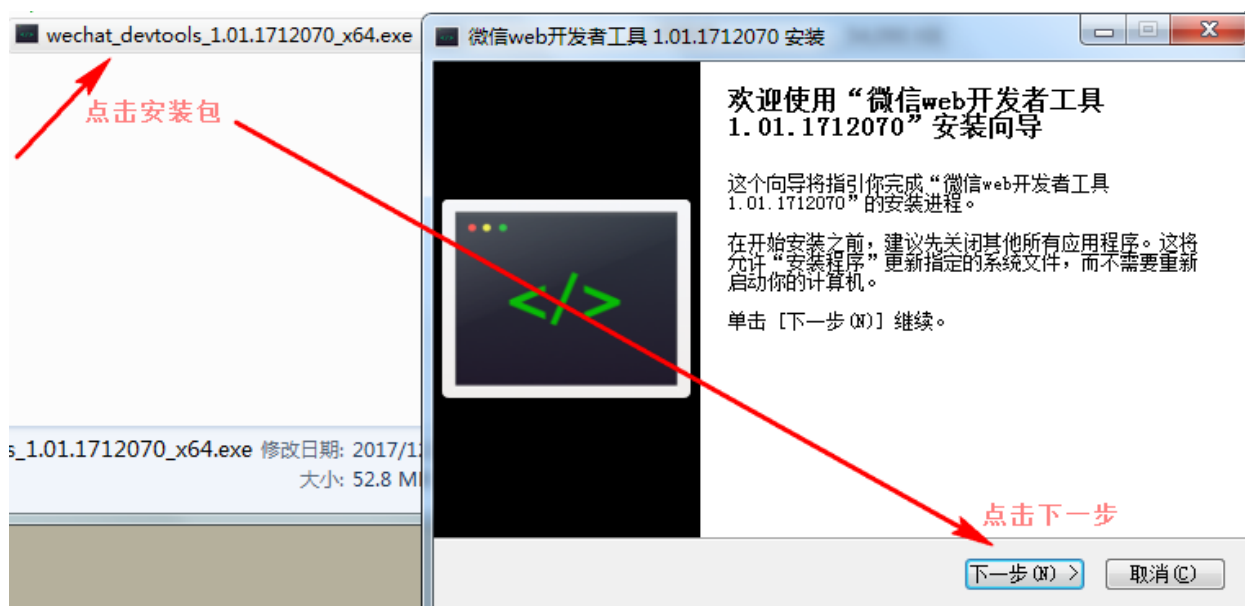 wechat_devtools_1.01.1712070_x64.exe
点击安装包
s_1.01.1712070_x64.exe 修改日期: 2017/12
大小: 52.8 M
微信web开发者工具 1.01.1712070 安装
欢迎使用“微信web开发者工具
1.01.1712070”安装向导
这个向导将指引你完成“微信web开发者工具
1.01.1712070”的安装进程。
在开始安装之前，建议先关闭其他所有应用程序。这将
允许“安装程序”更新指定的系统文件，而不需要重新
启动你的计算机。
单击 [下一步(N)] 继续。
点击下一步
下一步(N) >
取消(C)